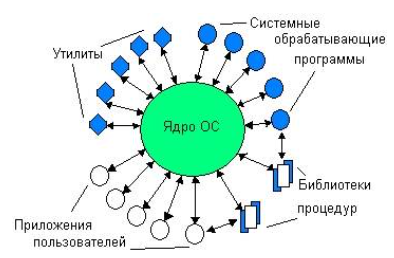 Системные
обрабатывающие
программы
Утилиты
Ядро ОС
Библиотеки
процедур
Приложения
пользователей